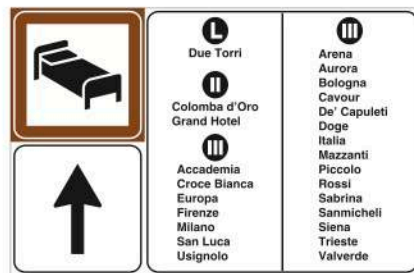 L
Due Torri
II
Colomba d'Oro
Grand Hotel
III
Accademia
Croce Bianca
Europa
Firenze
Milano
San Luca
Usignolo
III
Arena
Aurora
Bologna
Cavour
De' Capuleti
Doge
Italia
Mazzanti
Piccolo
Rossi
Sabrina
Sanmicheli
Siena
Trieste
Valverde